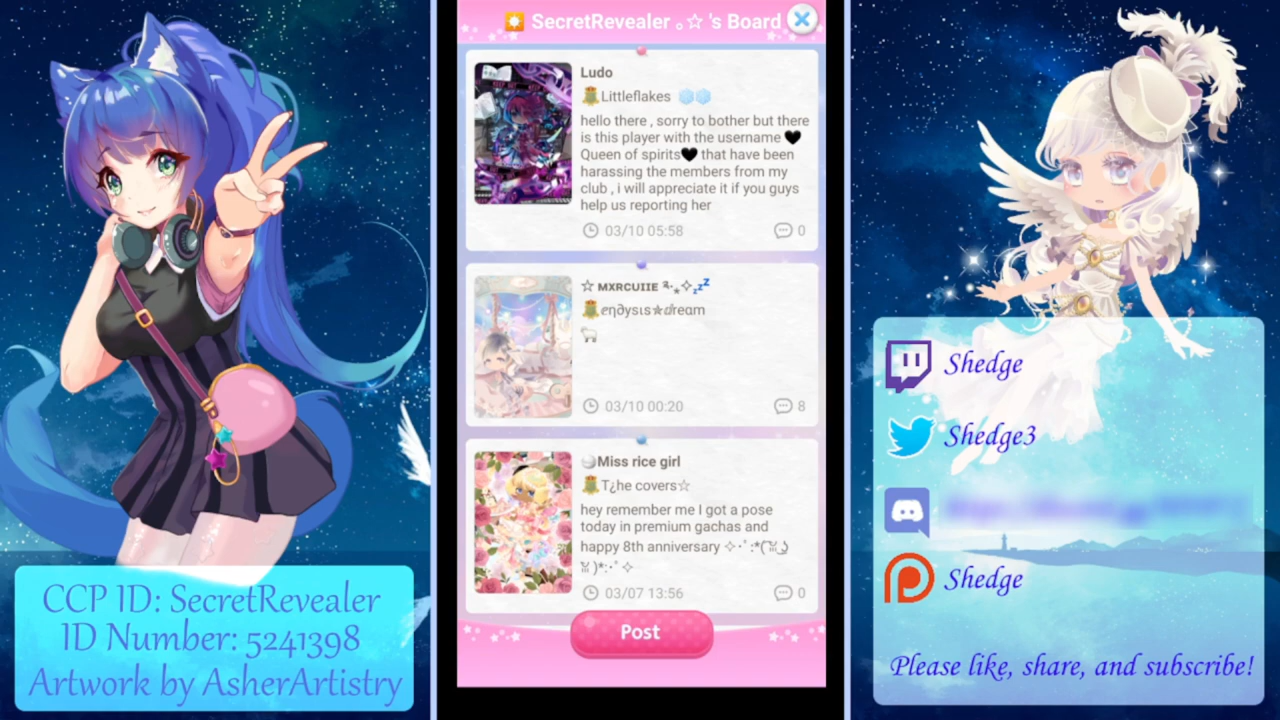 CCP ID: SecretRevealer
ID Number: 5241398
Artwork by AsherArtistry
SecretRevealer 。☆ 's Board
Ludo
Littleflakes ❄️❄️
hello there , sorry to bother but there
is this player with the username 🖤
Queen of spirits🖤 that have been
harassing the members from my
club , i will appreciate it if you guys
help us reporting her
03/10 05:58
0
03/10 00:20
8
Miss rice girl
T¿he covers☆
hey remember me I got a pose
today in premium gachas and
happy 8th anniversary
03/07 13:56
0
Post
Shedge
Shedge3
Shedge
Please like, share, and subscribe!